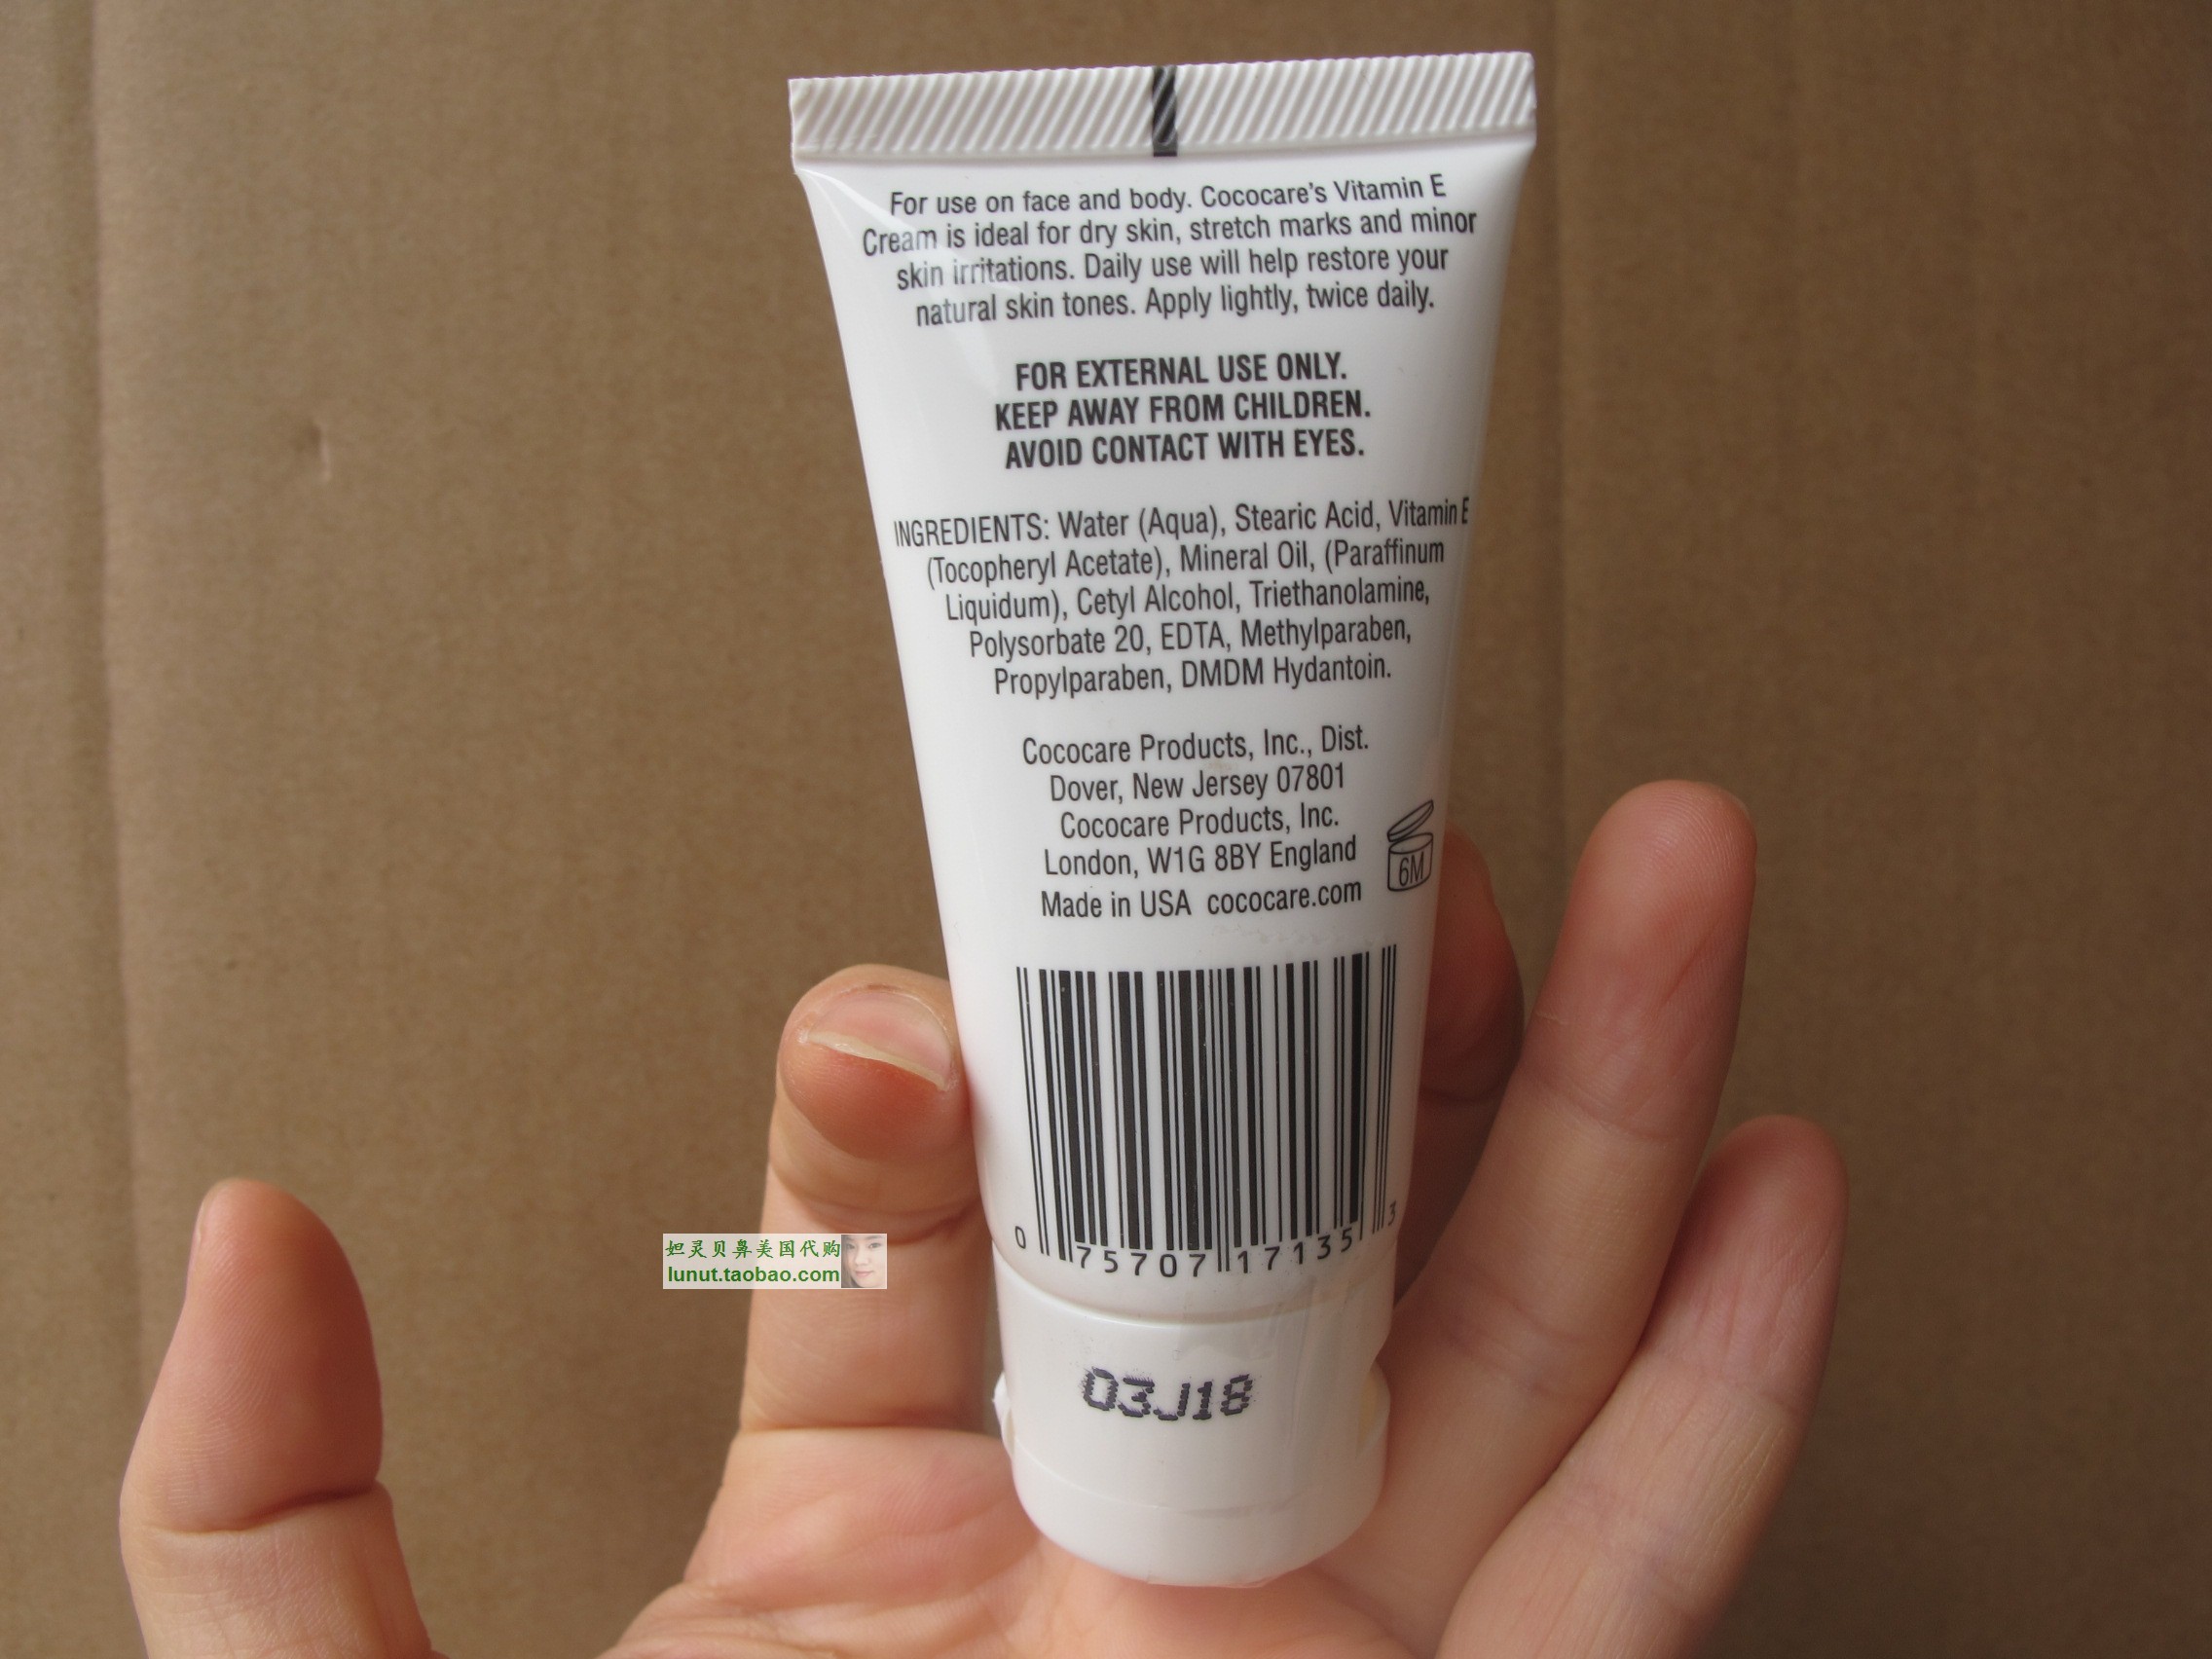 For use on face and body. Cococare's Vitamin E
Cream is ideal for dry skin, stretch marks and minor
skin irritations. Daily use will help restore your
natural skin tones. Apply lightly, twice daily.
FOR EXTERNAL USE ONLY.
KEEP AWAY FROM CHILDREN.
AVOID CONTACT WITH EYES.
INGREDIENTS: Water (Aqua), Stearic Acid, Vitamin E
(Tocopheryl Acetate), Mineral Oil, (Paraffinum
Liquidum), Cetyl Alcohol, Triethanolamine,
Polysorbate 20, EDTA, Methylparaben,
Propylparaben, DMDM Hydantoin.
Cococare Products, Inc., Dist.
Dover, New Jersey 07801
Cococare Products, Inc.
London, W1G 8BY England
Made in USA cococare.com
6M
0 75707 17135 3
妲灵贝鼻美国代购
lunut.taobao.com
03J18